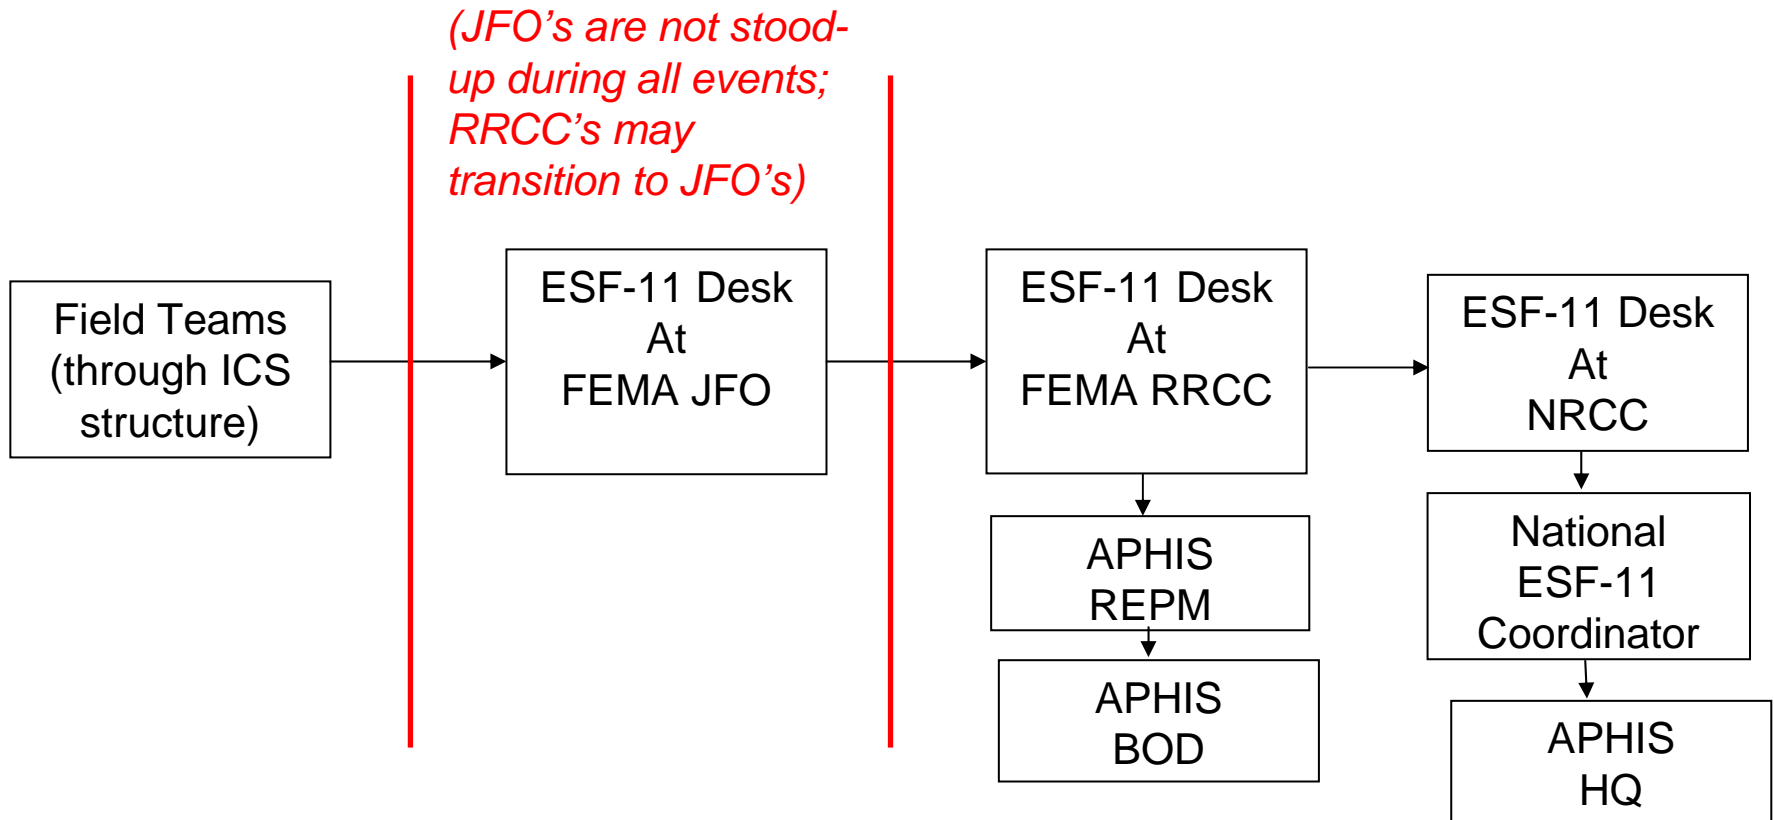 (JFO’s are not stood-
up during all events;
RRCC’s may
transition to JFO’s)
Field Teams
(through ICS
structure)
ESF-11 Desk
At
FEMA JFO
ESF-11 Desk
At
FEMA RRCC
ESF-11 Desk
At
NRCC
APHIS
REPM
APHIS
BOD
National
ESF-11
Coordinator
APHIS
HQ